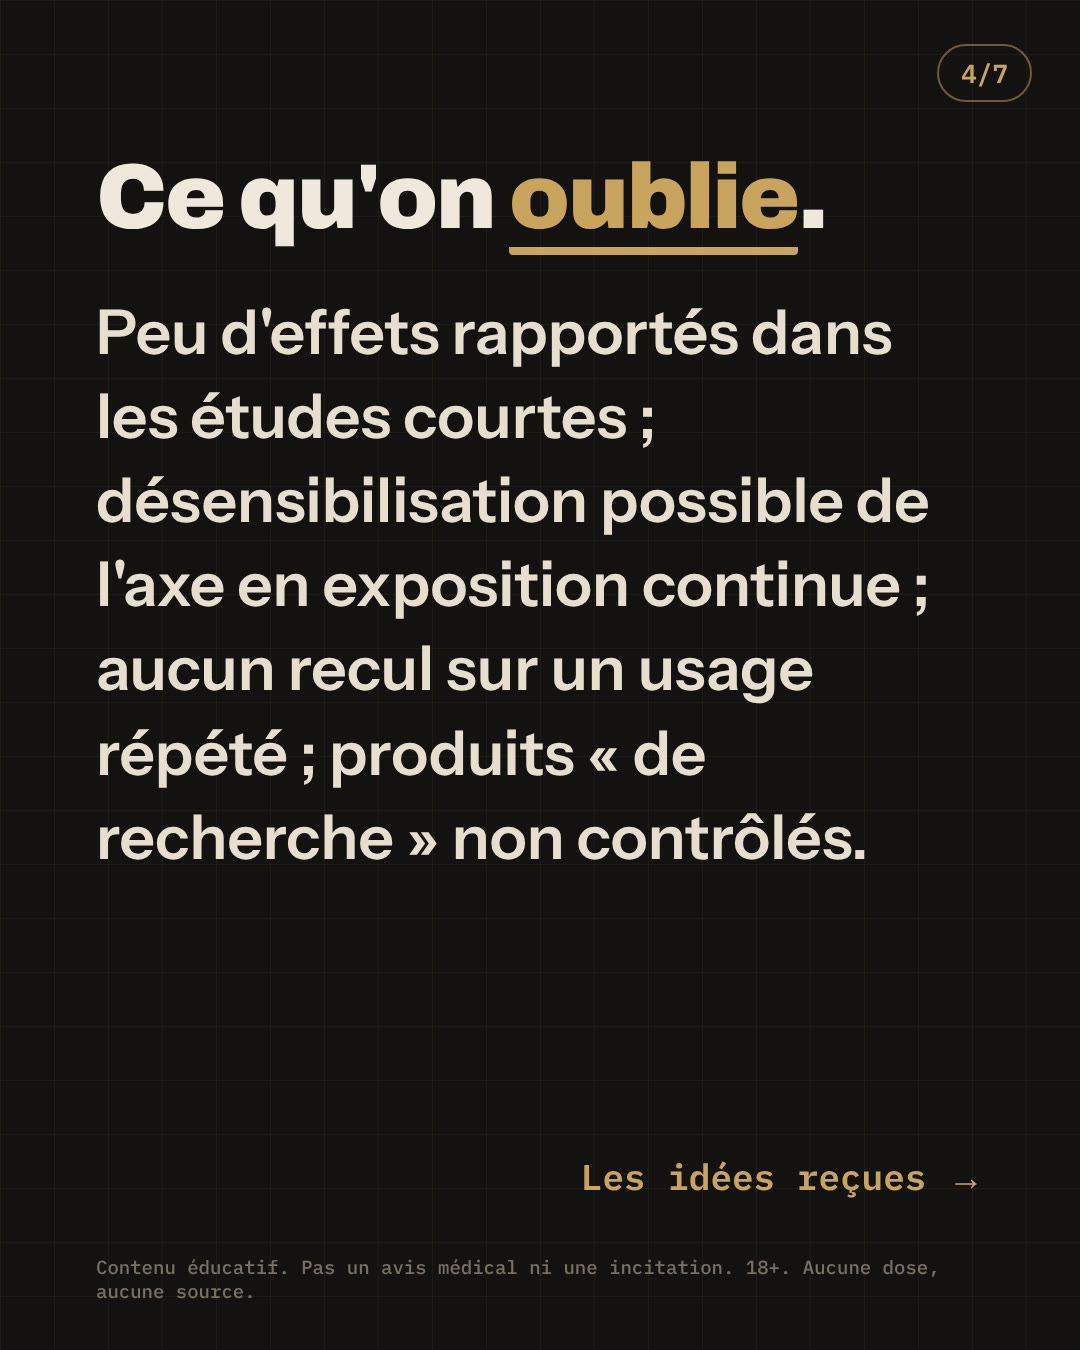 4/7
Ce qu'on oublie.
Peu d'effets rapportés dans
les études courtes ;
désensibilisation possible de
l'axe en exposition continue ;
aucun recul sur un usage
répété ; produits « de
recherche » non contrôlés.
Les idées reçues →
Contenu éducatif. Pas un avis médical ni une incitation. 18+. Aucune dose,
aucune source.